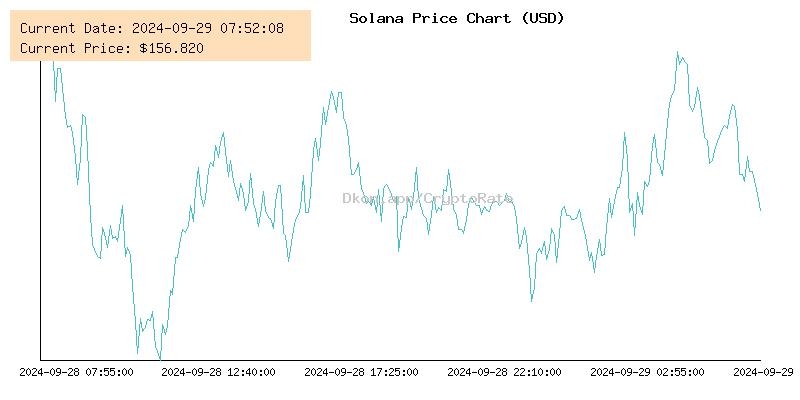 Solana Price Chart (USD)
Current Date: 2024-09-29 07:52:08
Current Price: $156.820
Dkon.app/CryptoRate
2024-09-28 07:55:00
2024-09-28 12:40:00
2024-09-28 17:25:00
2024-09-28 22:10:00
2024-09-29 02:55:00
2024-09-29